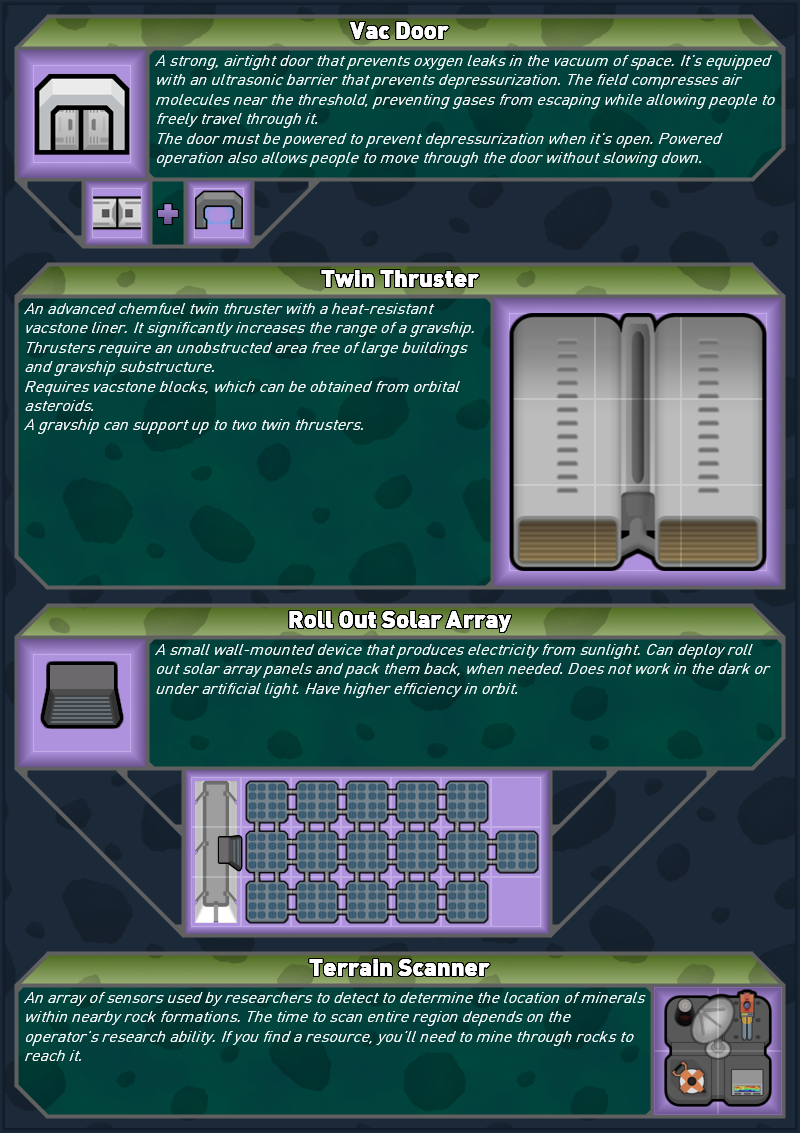 Vac Door
A strong, airtight door that prevents oxygen leaks in the vacuum of space. It's equipped
with an ultrasonic barrier that prevents depressurization. The field compresses air
molecules near the threshold, preventing gases from escaping while allowing people to
freely travel through it.
The door must be powered to prevent depressurization when it's open. Powered
operation also allows people to move through the door without slowing down.
Twin Thruster
An advanced chemfuel twin thruster with a heat-resistant
vacstone liner. It significantly increases the range of a gravship.
Thrusters require an unobstructed area free of large buildings
and gravship substructure.
Requires vacstone blocks, which can be obtained from orbital
asteroids.
A gravship can support up to two twin thrusters.
Roll Out Solar Array
A small wall-mounted device that produces electricity from sunlight. Can deploy roll
out solar array panels and pack them back, when needed. Does not work in the dark or
under artificial light. Have higher efficiency in orbit.
Terrain Scanner
An array of sensors used by researchers to detect to determine the location of minerals
within nearby rock formations. The time to scan entire region depends on the
operator's research ability. If you find a resource, you'll need to mine through rocks to
reach it.